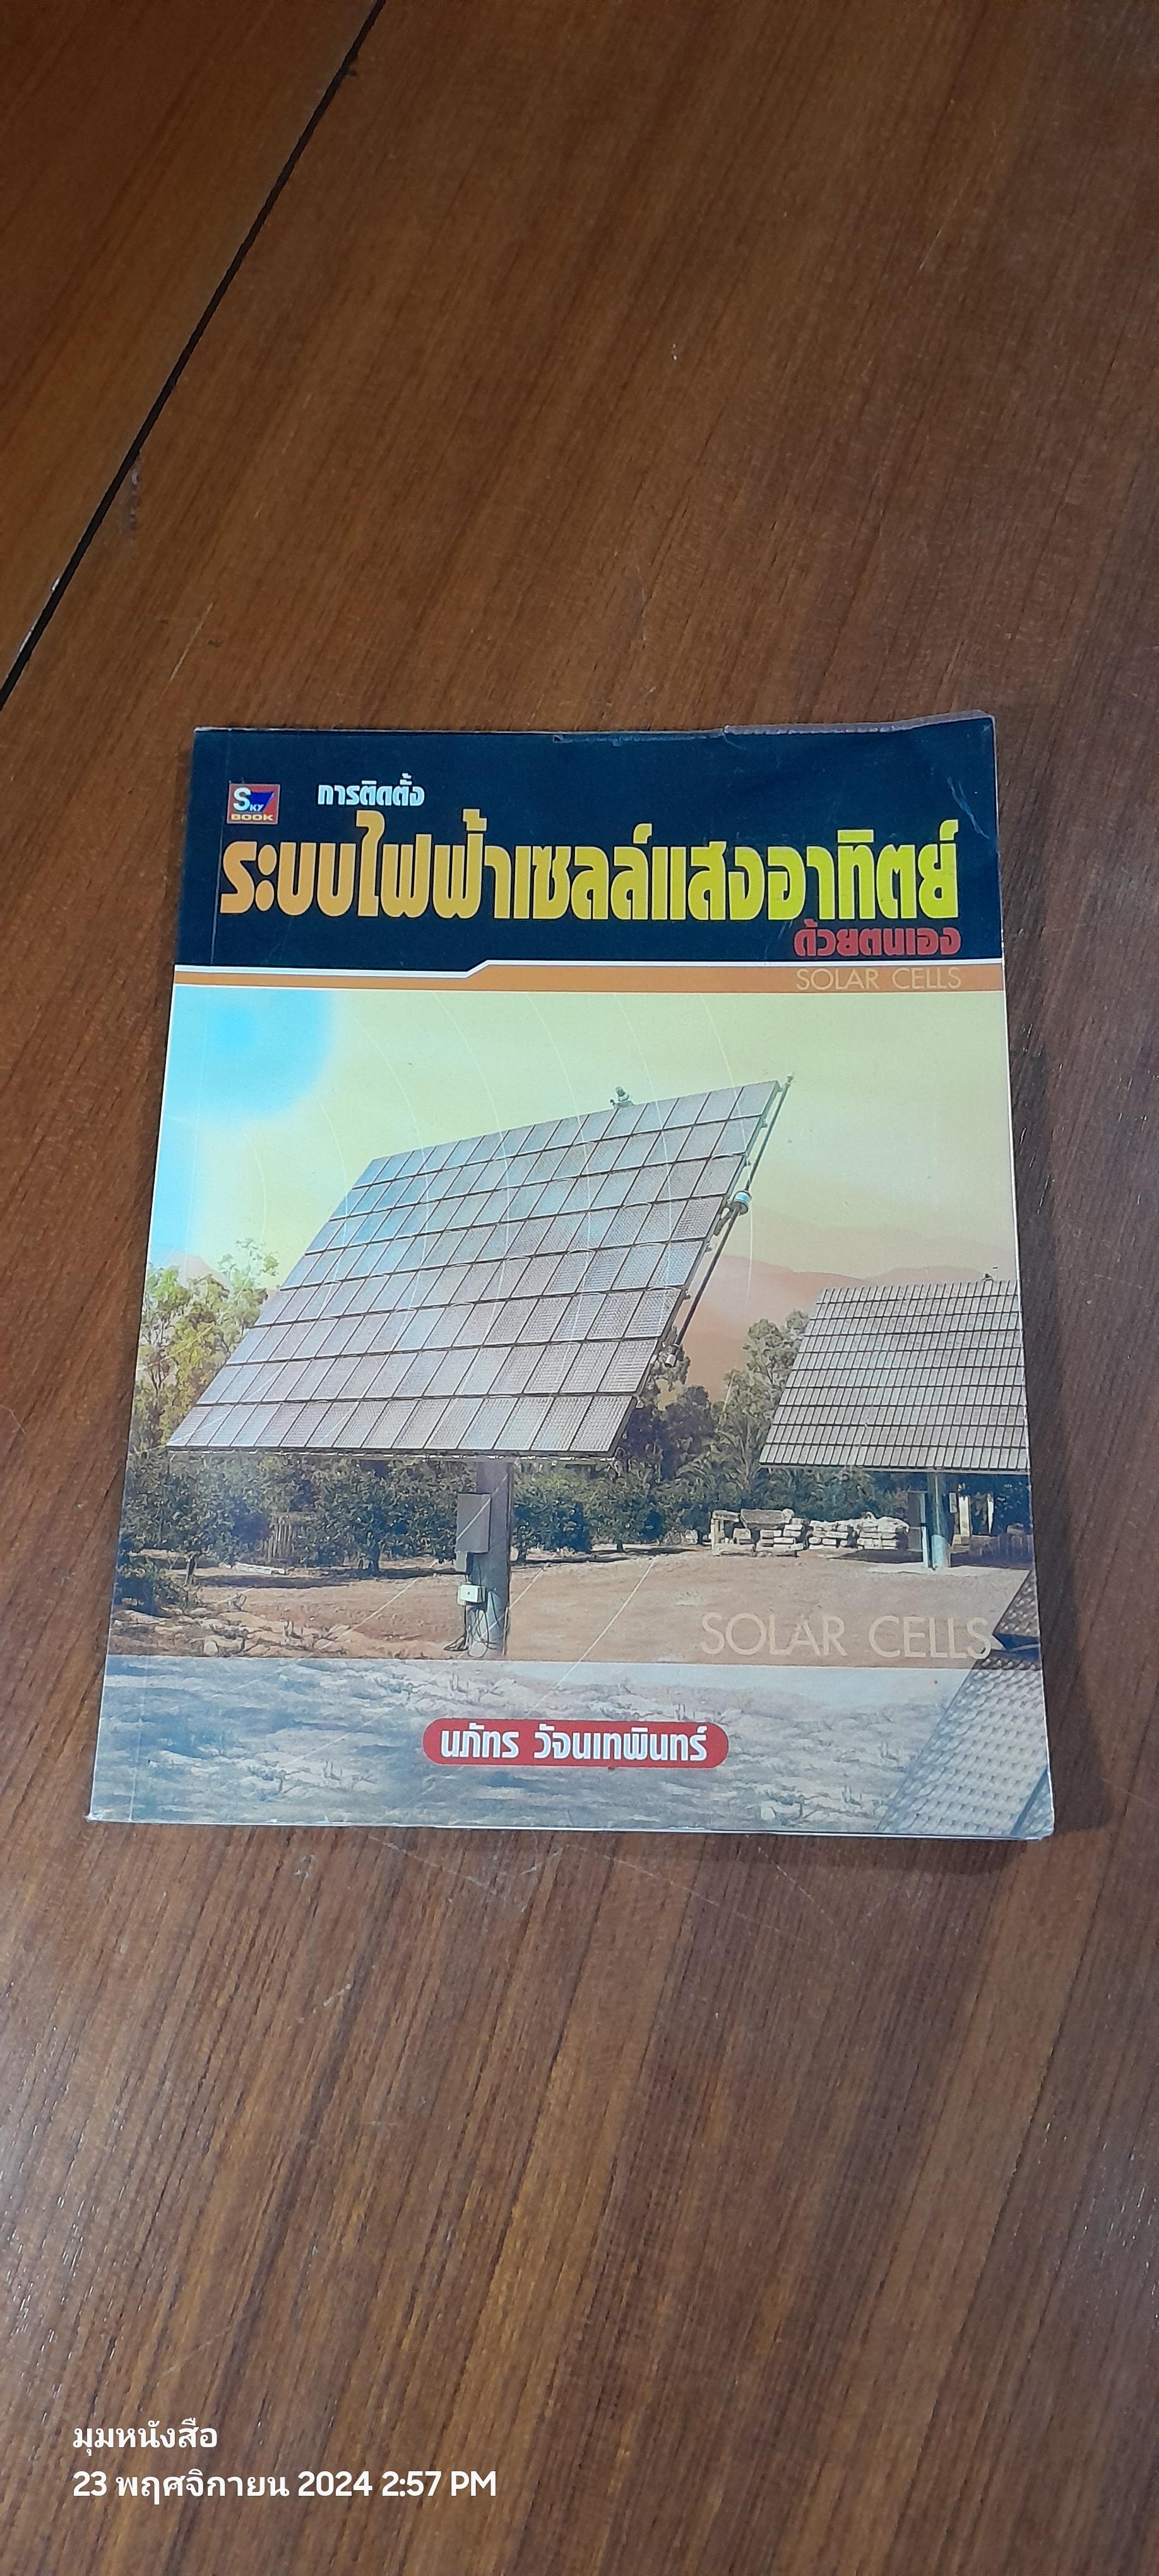 SKY
BOOK
การติดตั้ง
ระบบไฟฟ้าเซลล์แสงอาทิตย์
ด้วยตนเอง
SOLAR CELLS
SOLAR CELLS
นภัทร วัจนเทพินทร์
มุมหนังสือ
23 พฤศจิกายน 2024 2:57 PM